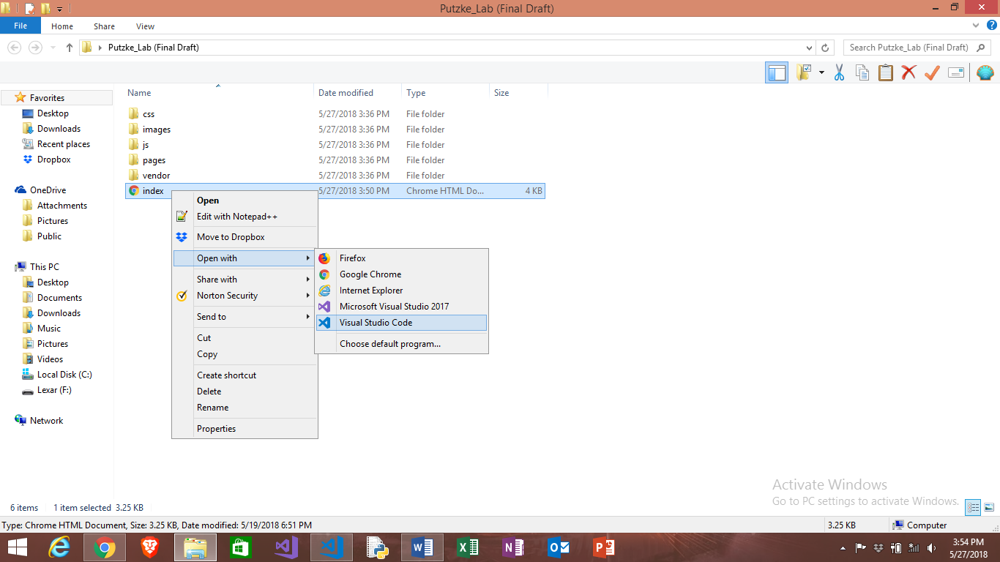 Putzke_Lab (Final Draft)
File Home Share View
Putzke_Lab (Final Draft) Search Putzke_Lab (Final Draft)
Name Date modified Type Size
Favorites
Desktop
Downloads
Recent places
Dropbox
OneDrive
Attachments
Pictures
Public
This PC
Desktop
Documents
Downloads
Music
Pictures
Videos
Local Disk (C:)
Lexar (F:)
Network
css 5/27/2018 3:36 PM File folder
images 5/27/2018 3:36 PM File folder
js 5/27/2018 3:36 PM File folder
pages 5/27/2018 3:36 PM File folder
vendor 5/27/2018 3:36 PM File folder
index 5/27/2018 3:50 PM Chrome HTML Do... 4 KB
Open
Edit with Notepad++
Move to Dropbox
Open with
Share with
Norton Security
Send to
Cut
Copy
Create shortcut
Delete
Rename
Properties
Firefox
Google Chrome
Internet Explorer
Microsoft Visual Studio 2017
Visual Studio Code
Choose default program...
Activate Windows
Go to PC settings to activate Windows.
6 items 1 item selected 3.25 KB
Type: Chrome HTML Document, Size: 3.25 KB, Date modified: 5/19/2018 6:51 PM 3.25 KB Computer
3:54 PM
5/27/2018